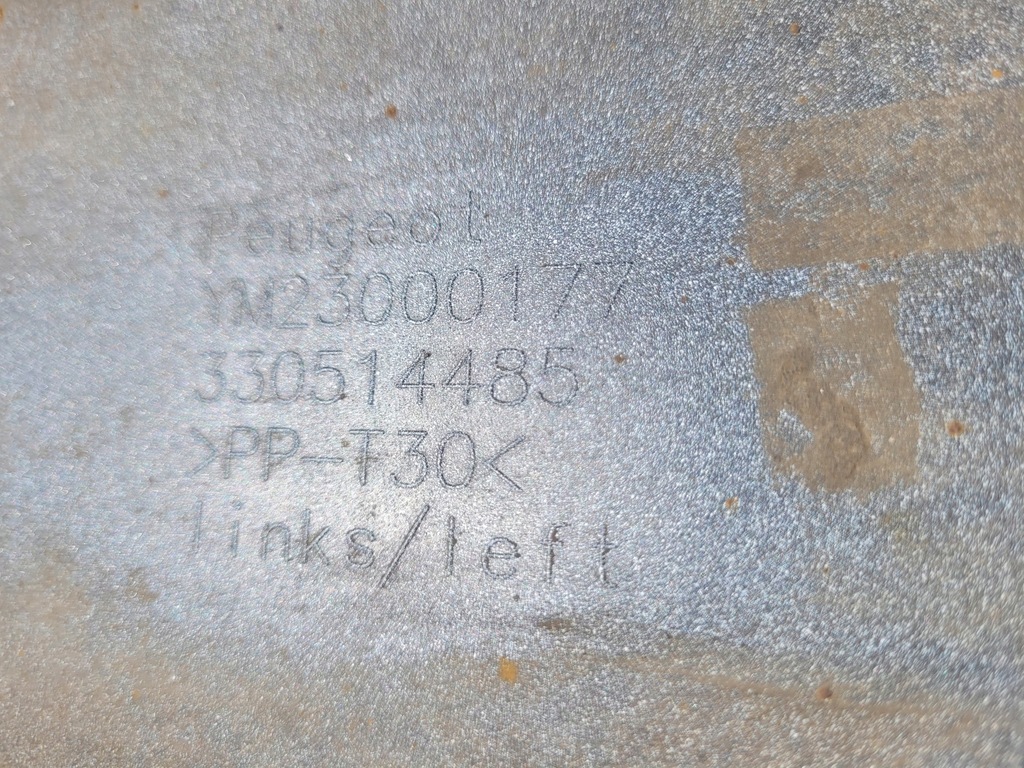 Peugeot
YM23000177
330514485
>PP-T30<
links/left